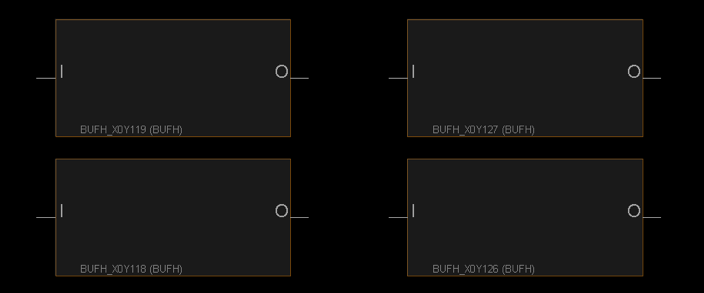 I O I O
BUFH_X0Y119 (BUFH) BUFH_X0Y127 (BUFH)
I O I O
BUFH_X0Y118 (BUFH) BUFH_X0Y126 (BUFH)